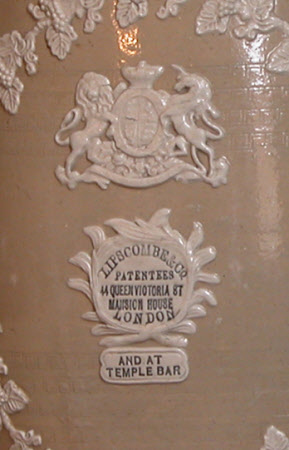 LIPSCOMBE & CO
PATENTEES
44 QUEEN VICTORIA ST
MANSION HOUSE
LONDON
AND AT
TEMPLE BAR